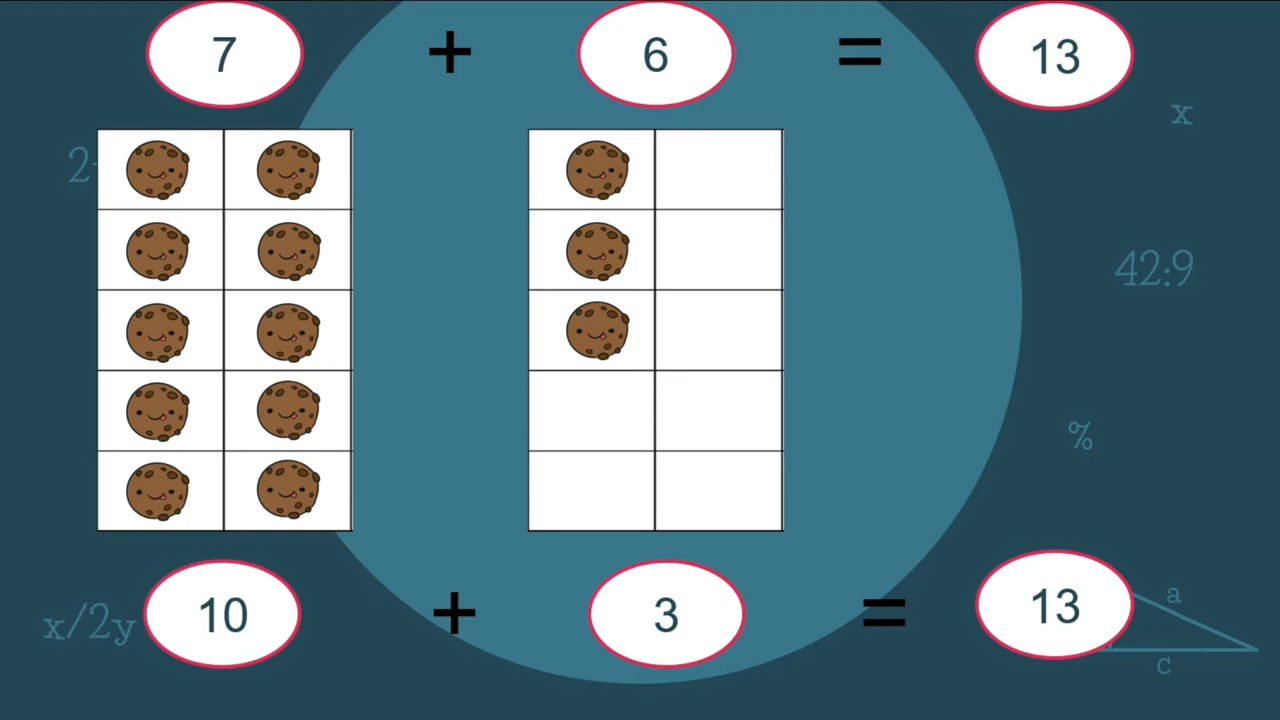 7 + 6 = 13
x
2:
42:9
%
10 + 3 = 13
x/2y
a
c